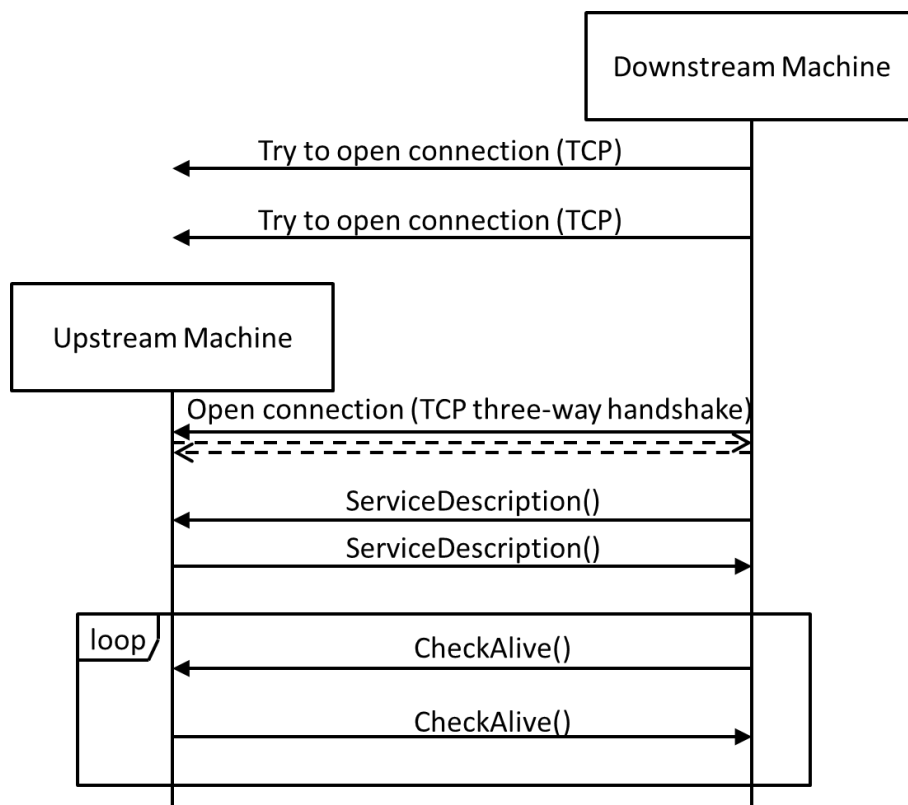 Downstream Machine
Try to open connection (TCP)
Try to open connection (TCP)
Upstream Machine
Open connection (TCP three-way handshake)
ServiceDescription()
ServiceDescription()
loop
CheckAlive()
CheckAlive()